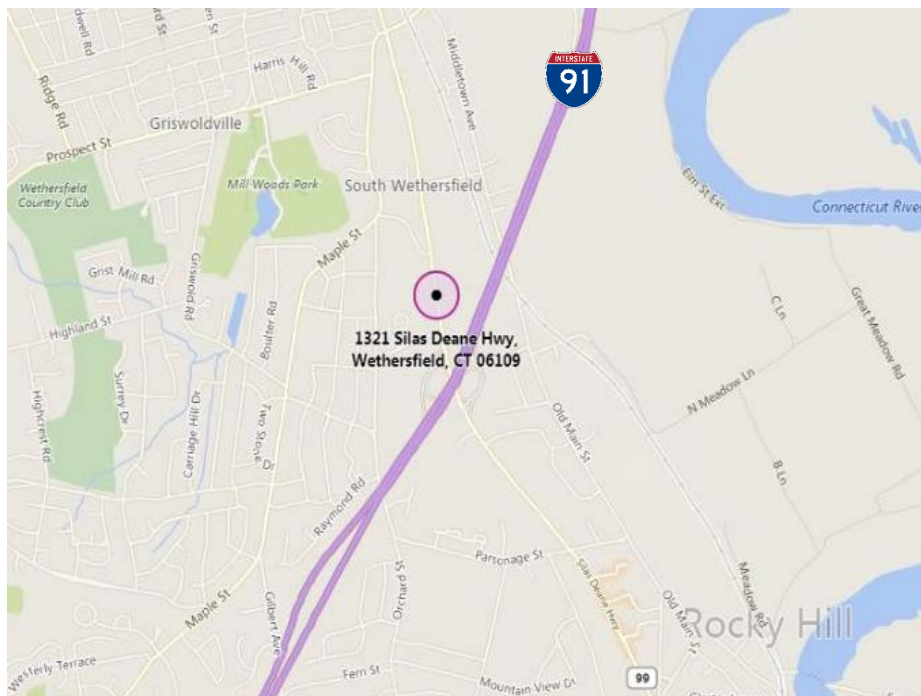 Ridge Rd
Harris Hill Rd
Middletown Ave
INTERSTATE
91
Griswoldville
Prospect St
Elm St Ext
Wethersfield
Country Club
Mill Woods Park
South Wethersfield
Connecticut River
Maple St
Grist Mill Rd
Griswold Rd
Highland St
Boulter Rd
C Ln
Great Meadow Rd
1321 Silas Deane Hwy,
Wethersfield, CT 06109
Surrey Dr
Highcrest Rd
Carriage Hill Dr
Two Stone Dr
N Meadow Ln
Old Main St
B Ln
Raymond Rd
Parsonage St
Orchard St
Silas Deane Hwy
Meadow Rd
Maple St
Gilbert Ave
Old Main St
Rocky Hill
Westerly Terrace
Fern St
99
Mountain View Dr